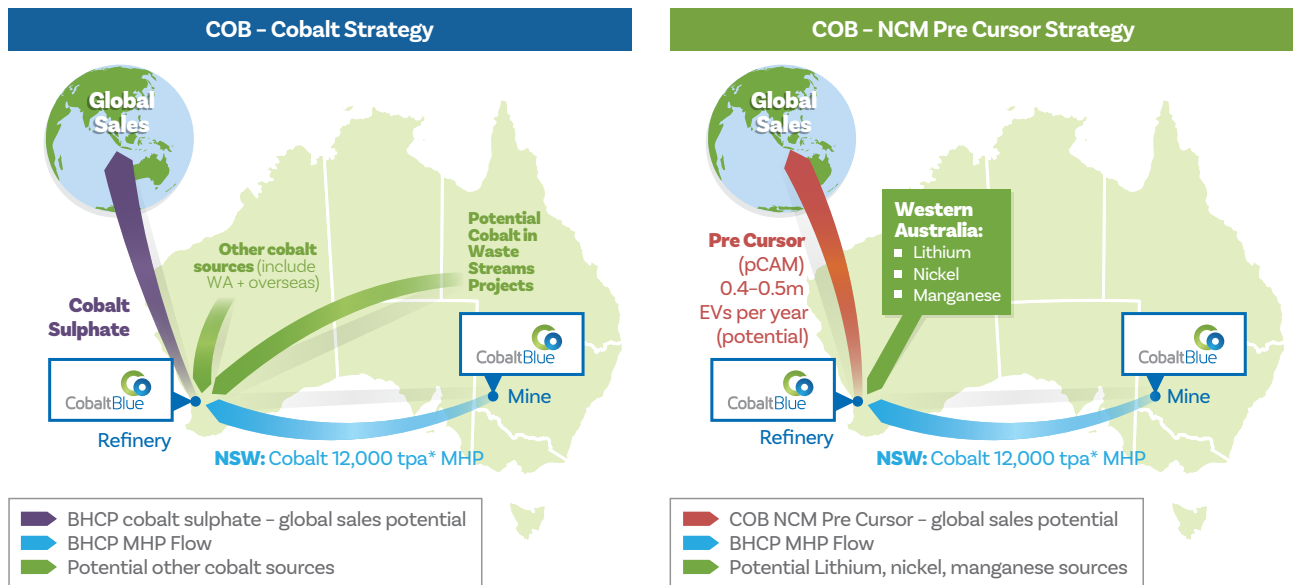 COB – Cobalt Strategy
Global
Sales
Other cobalt
sources (include
WA + overseas)
Potential
Cobalt in
Waste
Streams
Projects
Cobalt
Sulphate
CobaltBlue
Refinery
CobaltBlue
Mine
NSW: Cobalt 12,000 tpa* MHP
BHCP cobalt sulphate – global sales potential
BHCP MHP Flow
Potential other cobalt sources
COB – NCM Pre Cursor Strategy
Global
Sales
Western
Australia:
Lithium
Nickel
Manganese
Pre Cursor
(pCAM)
0.4–0.5m
EVs per year
(potential)
CobaltBlue
Refinery
CobaltBlue
Mine
NSW: Cobalt 12,000 tpa* MHP
COB NCM Pre Cursor – global sales potential
BHCP MHP Flow
Potential Lithium, nickel, manganese sources